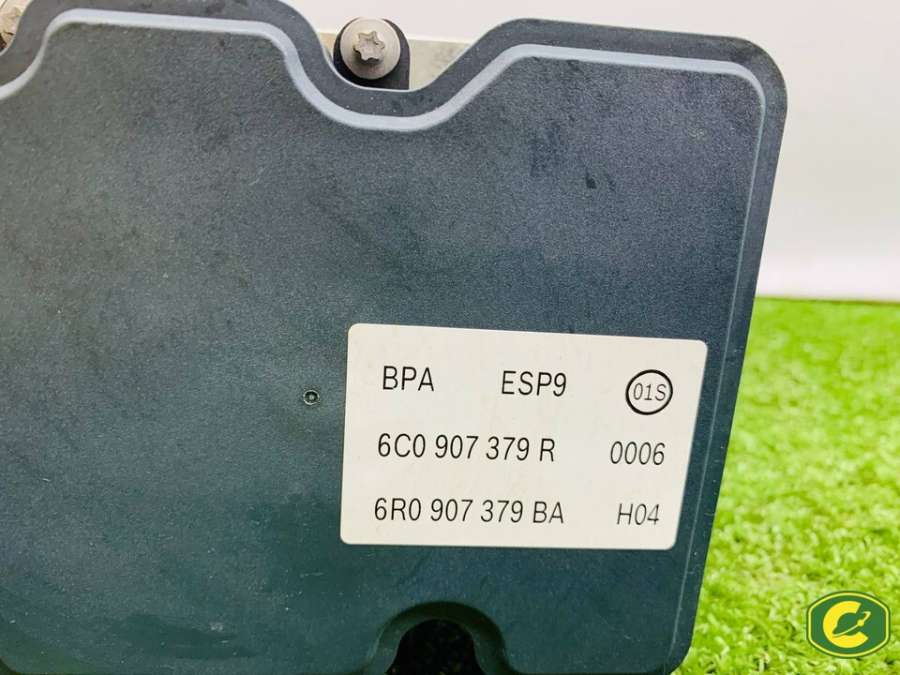 BPA ESP9 01S
6C0 907 379 R 0006
6R0 907 379 BA H04
C